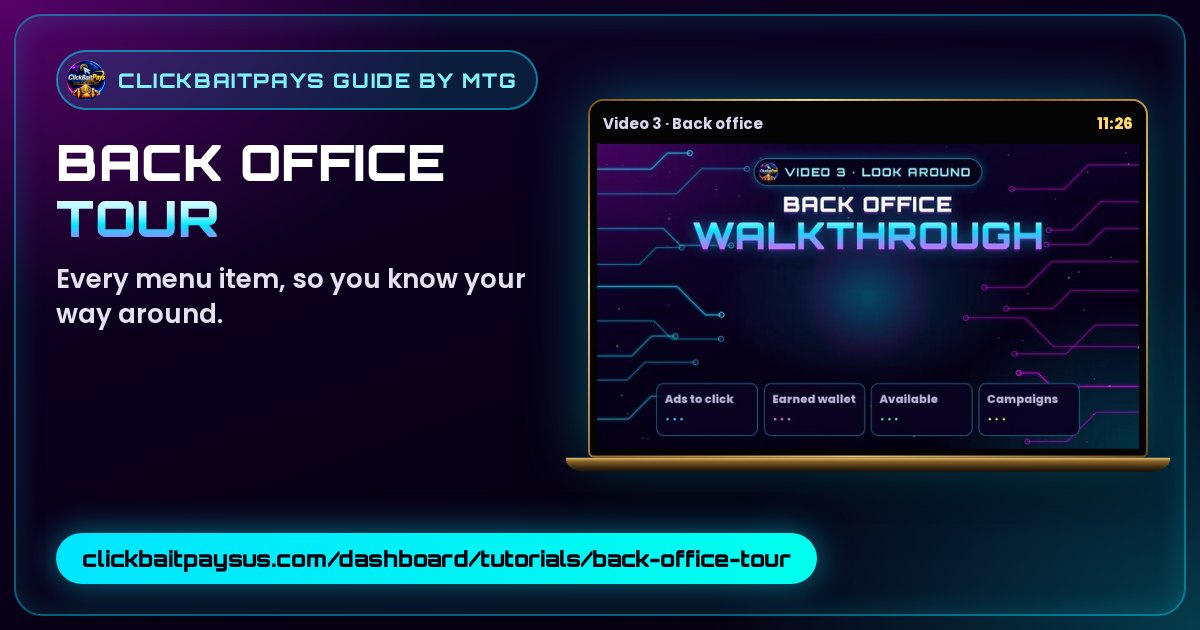 ClickBaitPays
CLICKBAITPAYS GUIDE BY MTG
BACK OFFICE
TOUR
Every menu item, so you know your
way around.
Video 3 · Back office
11:26
VIDEO 3 · LOOK AROUND
BACK OFFICE
WALKTHROUGH
Ads to click
Earned wallet
Available
Campaigns
clickbaitpaysus.com/dashboard/tutorials/back-office-tour